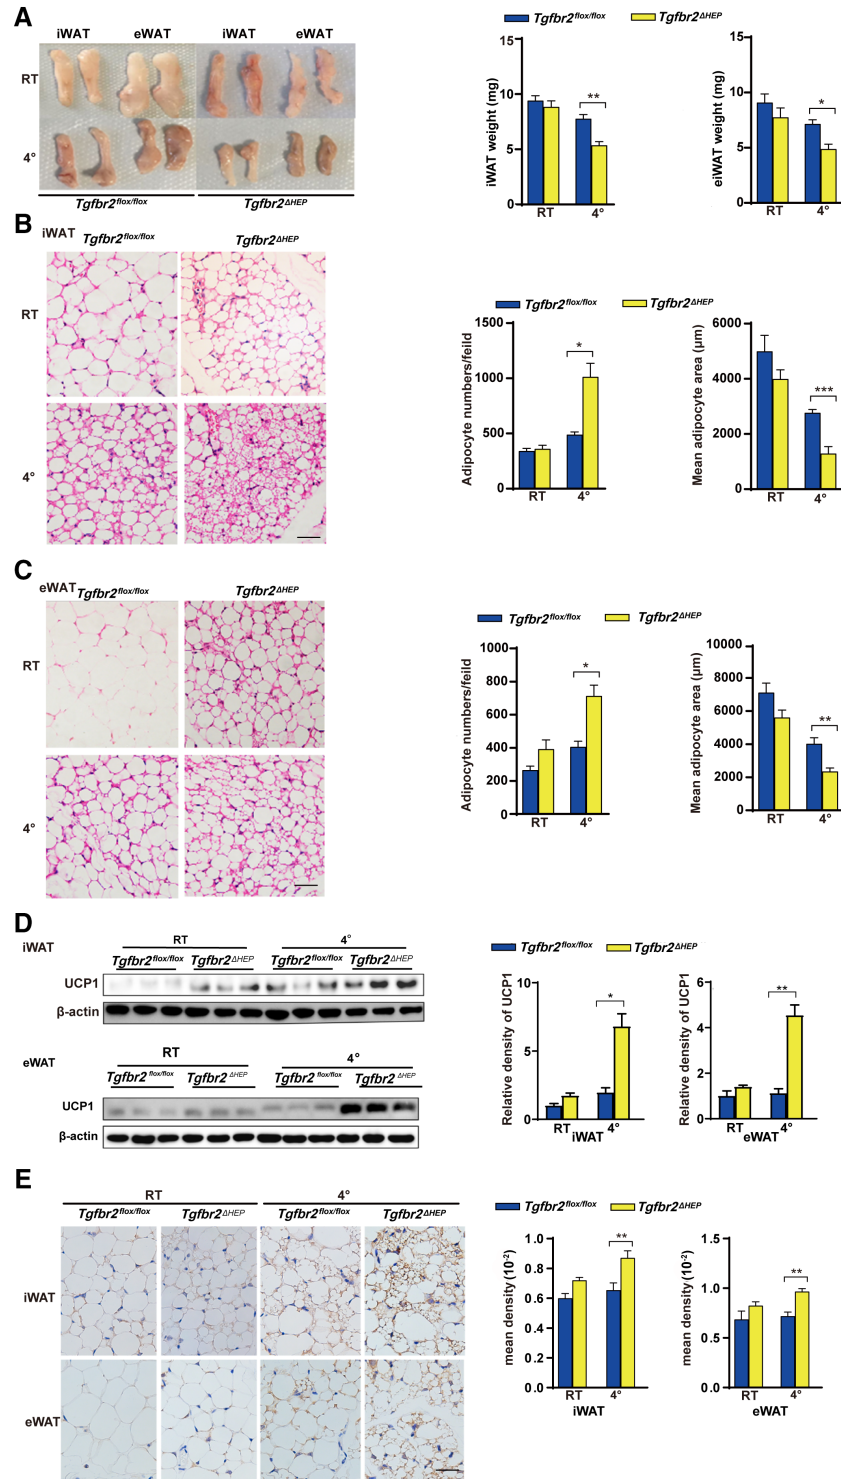 A
iWAT eWAT iWAT eWAT
RT
4°
Tgfbr2flox/flox Tgfbr2ΔHEP
Tgfbr2flox/flox Tgfbr2ΔHEP
iWAT weight (mg)
15
10
5
0
RT 4°
**
eiWAT weight (mg)
15
10
5
0
RT 4°
*
B
iWAT Tgfbr2flox/flox Tgfbr2ΔHEP
RT
4°
Tgfbr2flox/flox Tgfbr2ΔHEP
Adipocyte numbers/feild
1500
1000
500
0
RT 4°
*
Mean adipocyte area (μm)
6000
4000
2000
0
RT 4°
***
C
eWAT Tgfbr2flox/flox Tgfbr2ΔHEP
RT
4°
Tgfbr2flox/flox Tgfbr2ΔHEP
Adipocyte numbers/feild
1000
800
600
400
200
0
RT 4°
*
Mean adipocyte area (μm)
10000
8000
6000
4000
2000
0
RT 4°
**
D
iWAT
RT 4°
Tgfbr2flox/flox Tgfbr2ΔHEP Tgfbr2flox/flox Tgfbr2ΔHEP
UCP1
β-actin
eWAT
RT 4°
Tgfbr2flox/flox Tgfbr2ΔHEP Tgfbr2flox/flox Tgfbr2ΔHEP
UCP1
β-actin
Tgfbr2flox/flox Tgfbr2ΔHEP
Relative density of UCP1
10
5
0
RT 4°
iWAT
*
Relative density of UCP1
6
4
2
0
RT 4°
eWAT
**
E
RT 4°
Tgfbr2flox/flox Tgfbr2ΔHEP Tgfbr2flox/flox Tgfbr2ΔHEP
iWAT
eWAT
Tgfbr2flox/flox Tgfbr2ΔHEP
mean density (10-2)
1.0
0.8
0.6
0.4
0.2
0.0
RT 4°
iWAT
**
mean density (10-2)
1.5
1.0
0.5
0.0
RT 4°
eWAT
**